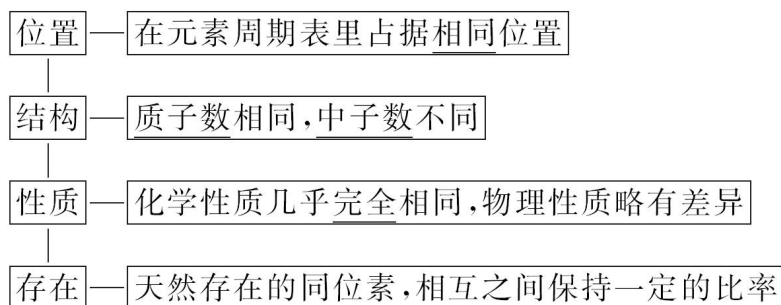 位置 在元素周期表里占据相同位置
结构 质子数相同,中子数不同
性质 化学性质几乎完全相同,物理性质略有差异
存在 天然存在的同位素,相互之间保持一定的比率